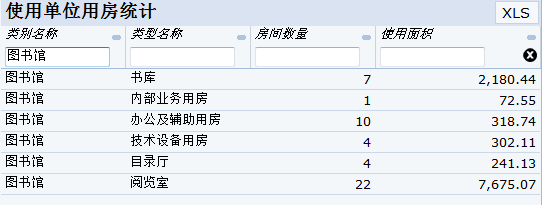 使用单位用房统计 XLS
类别名称 类型名称 房间数量 使用面积
图书馆
图书馆 书库 7 2,180.44
图书馆 内部业务用房 1 72.55
图书馆 办公及辅助用房 10 318.74
图书馆 技术设备用房 4 302.11
图书馆 目录厅 4 241.13
图书馆 阅览室 22 7,675.07